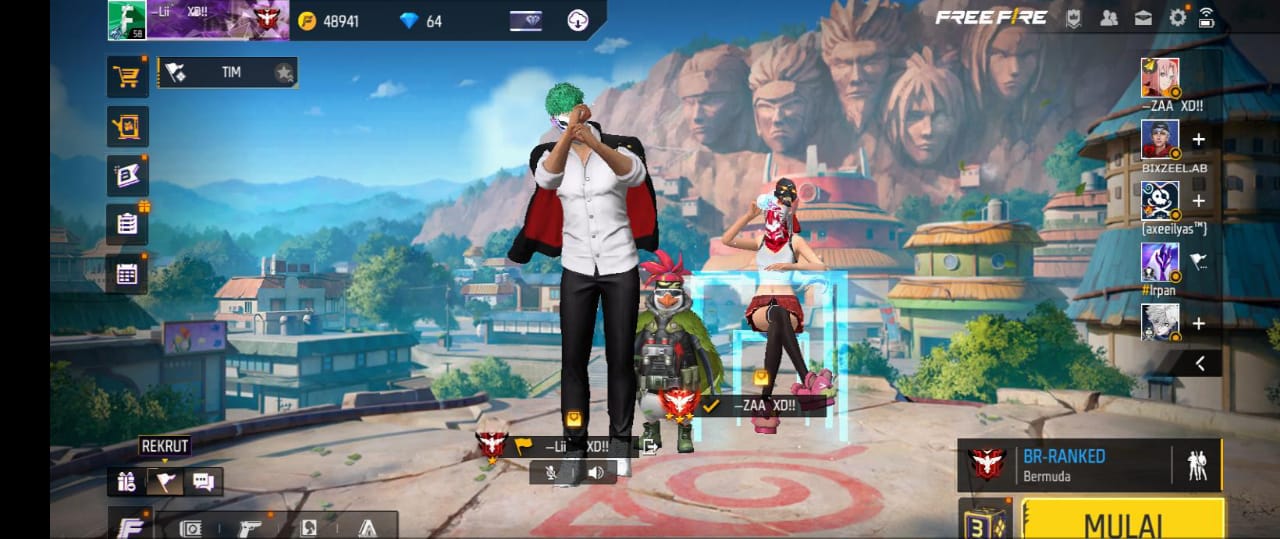 –Lii XD!!
58
48941
64
FREE FIRE
TIM
–ZAA XD!!
BIXZEEL.AB
(axeeilyas™)
#Irpan
–ZAA XD!!
–Lii XD!!
REKRUT
BR-RANKED
Bermuda
3
MULAI